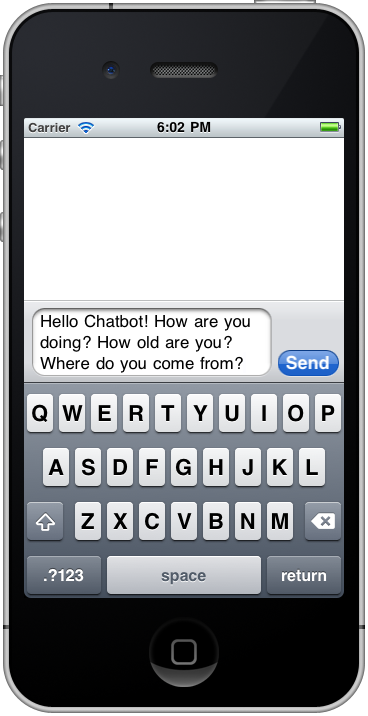 Carrier 6:02 PM
Hello Chatbot! How are you
doing? How old are you?
Where do you come from?
Send
Q W E R T Y U I O P
A S D F G H J K L
Z X C V B N M
.?123 space return